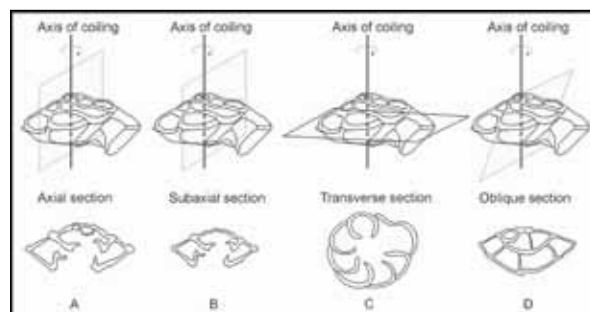 Axis of coiling Axis of coiling Axis of coiling Axis of coiling
Axial section Subaxial section Transverse section Oblique section
A B C D